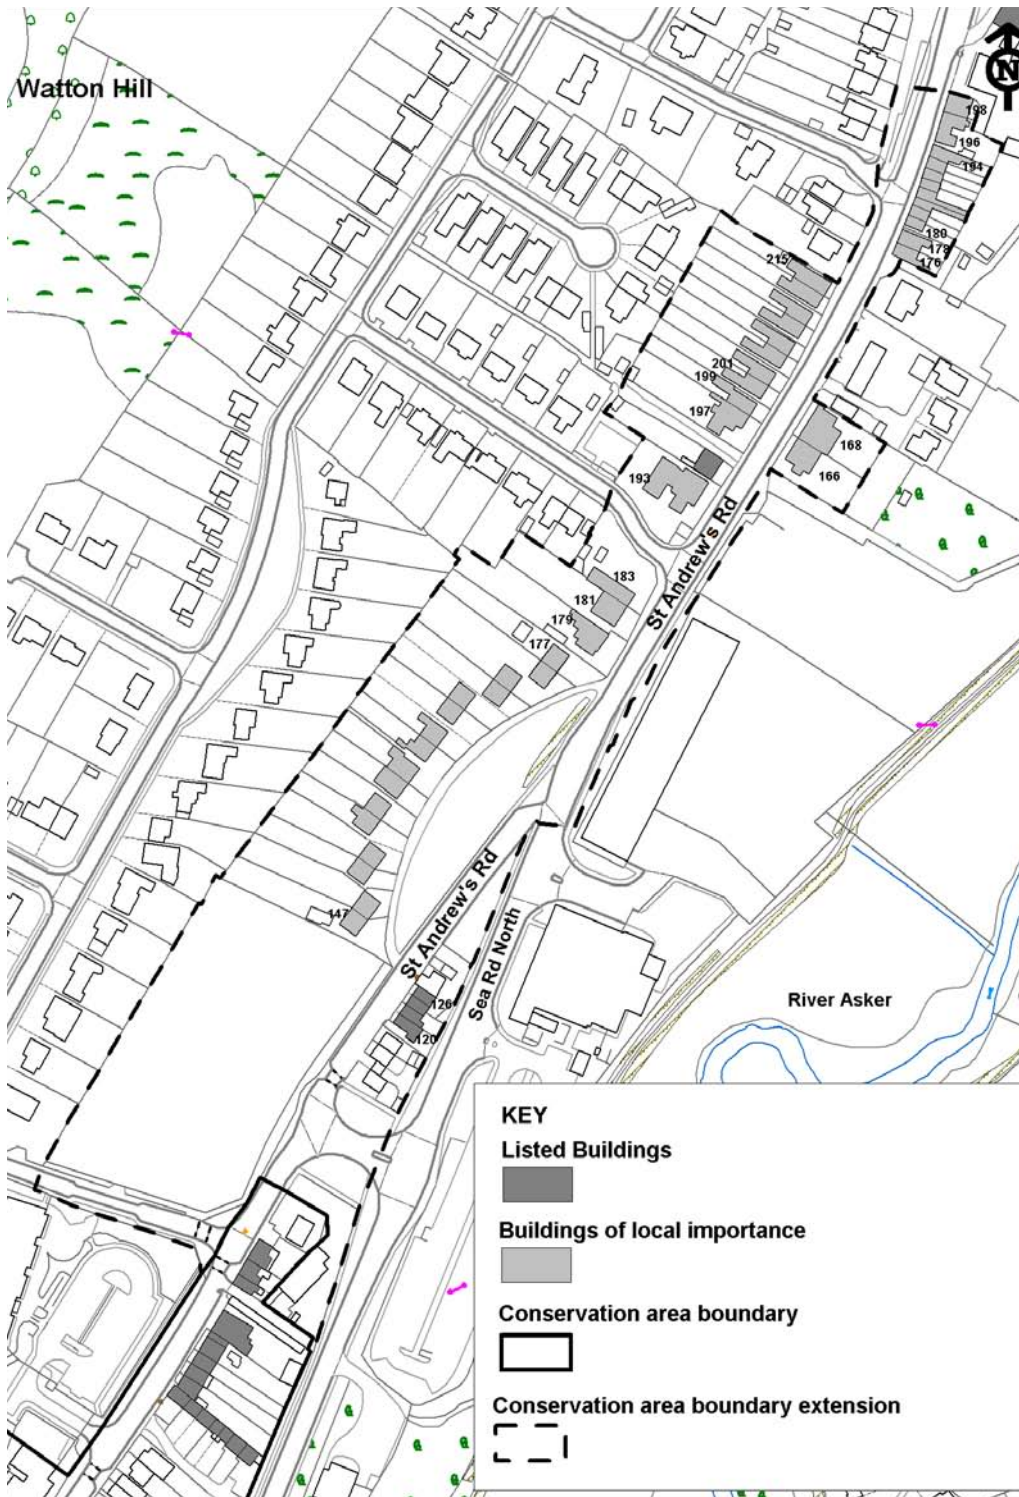 Watton Hill
N
198
196
194
180
178
176
215
201
199
197
168
166
193
St Andrew's Rd
183
181
179
177
147
St Andrew's Rd
Sea Rd North
126
120
River Asker
KEY
Listed Buildings
Buildings of local importance
Conservation area boundary
Conservation area boundary extension